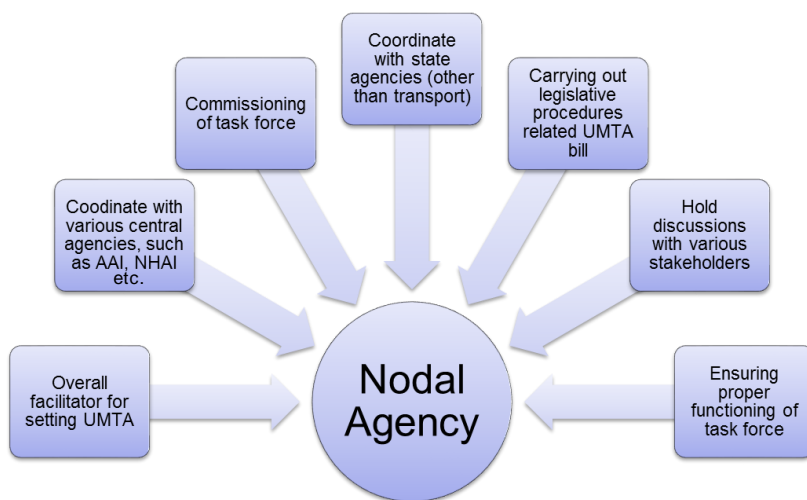 Overall
facilitator for
setting UMTA
Coodinate with
various central
agencies, such
as AAI, NHAI
etc.
Commissioning
of task force
Coordinate
with state
agencies (other
than transport)
Carrying out
legislative
procedures
related UMTA
bill
Hold
discussions
with various
stakeholders
Ensuring
proper
functioning of
task force
Nodal
Agency